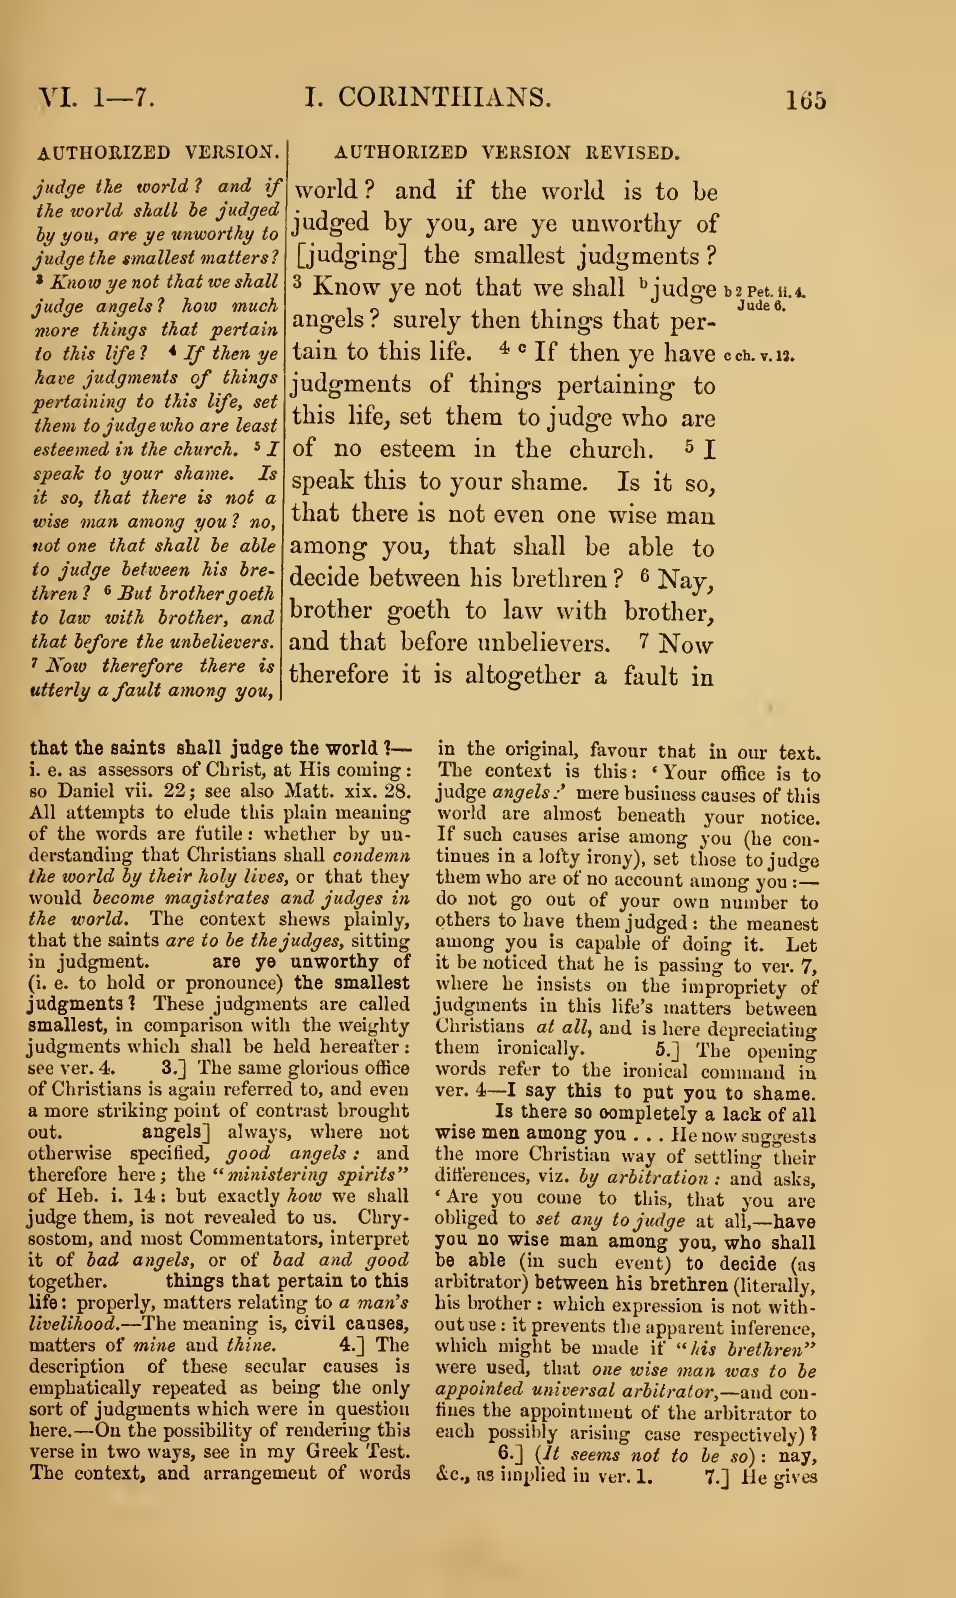 VI. 1—7.
I. CORINTHIANS.
165
AUTHORIZED VERSION.
judge the world? and if
the world shall be judged
by you, are ye unworthy to
judge the smallest matters?
3 Know ye not that we shall
judge angels? how much
more things that pertain
to this life? 4 If then ye
have judgments of things
pertaining to this life, set
them to judge who are least
esteemed in the church. 5 I
speak to your shame. Is
it so, that there is not a
wise man among you? no,
not one that shall be able
to judge between his bre-
thren? 6 But brother goeth
to law with brother, and
that before the unbelievers.
7 Now therefore there is
utterly a fault among you,
AUTHORIZED VERSION REVISED.
world? and if the world is to be
judged by you, are ye unworthy of
[judging] the smallest judgments?
3 Know ye not that we shall b judge
angels? surely then things that per-
tain to this life. 4 c If then ye have
judgments of things pertaining to
this life, set them to judge who are
of no esteem in the church. 5 I
speak this to your shame. Is it so,
that there is not even one wise man
among you, that shall be able to
decide between his brethren? 6 Nay,
brother goeth to law with brother,
and that before unbelievers. 7 Now
therefore it is altogether a fault in
b 2 Pet. ii. 4.
Jude 6.
c ch. v. 12.
that the saints shall judge the world?—
i. e. as assessors of Christ, at His coming:
so Daniel vii. 22; see also Matt. xix. 28.
All attempts to elude this plain meaning
of the words are futile: whether by un-
derstanding that Christians shall condemn
the world by their holy lives, or that they
would become magistrates and judges in
the world. The context shews plainly,
that the saints are to be the judges, sitting
in judgment. are ye unworthy of
(i. e. to hold or pronounce) the smallest
judgments? These judgments are called
smallest, in comparison with the weighty
judgments which shall be held hereafter:
see ver. 4. 3.] The same glorious office
of Christians is again referred to, and even
a more striking point of contrast brought
out. angels] always, where not
otherwise specified, good angels: and
therefore here; the "ministering spirits"
of Heb. i. 14: but exactly how we shall
judge them, is not revealed to us. Chry-
sostom, and most Commentators, interpret
it of bad angels, or of bad and good
together. things that pertain to this
life: properly, matters relating to a man's
livelihood.—The meaning is, civil causes,
matters of mine and thine. 4.] The
description of these secular causes is
emphatically repeated as being the only
sort of judgments which were in question
here.—On the possibility of rendering this
verse in two ways, see in my Greek Test.
The context, and arrangement of words
in the original, favour that in our text.
The context is this: 'Your office is to
judge angels:' mere business causes of this
world are almost beneath your notice.
If such causes arise among you (he con-
tinues in a lofty irony), set those to judge
them who are of no account among you:—
do not go out of your own number to
others to have them judged: the meanest
among you is capable of doing it. Let
it be noticed that he is passing to ver. 7,
where he insists on the impropriety of
judgments in this life's matters between
Christians at all, and is here depreciating
them ironically. 5.] The opening
words refer to the ironical command in
ver. 4—I say this to put you to shame.
Is there so completely a lack of all
wise men among you . . . He now suggests
the more Christian way of settling their
differences, viz. by arbitration: and asks,
'Are you come to this, that you are
obliged to set any to judge at all,—have
you no wise man among you, who shall
be able (in such event) to decide (as
arbitrator) between his brethren (literally,
his brother: which expression is not with-
out use: it prevents the apparent inference,
which might be made if "his brethren"
were used, that one wise man was to be
appointed universal arbitrator,—and con-
fines the appointment of the arbitrator to
each possibly arising case respectively)?
6.] (It seems not to be so): nay,
&c., as implied in ver. 1. 7.] He gives